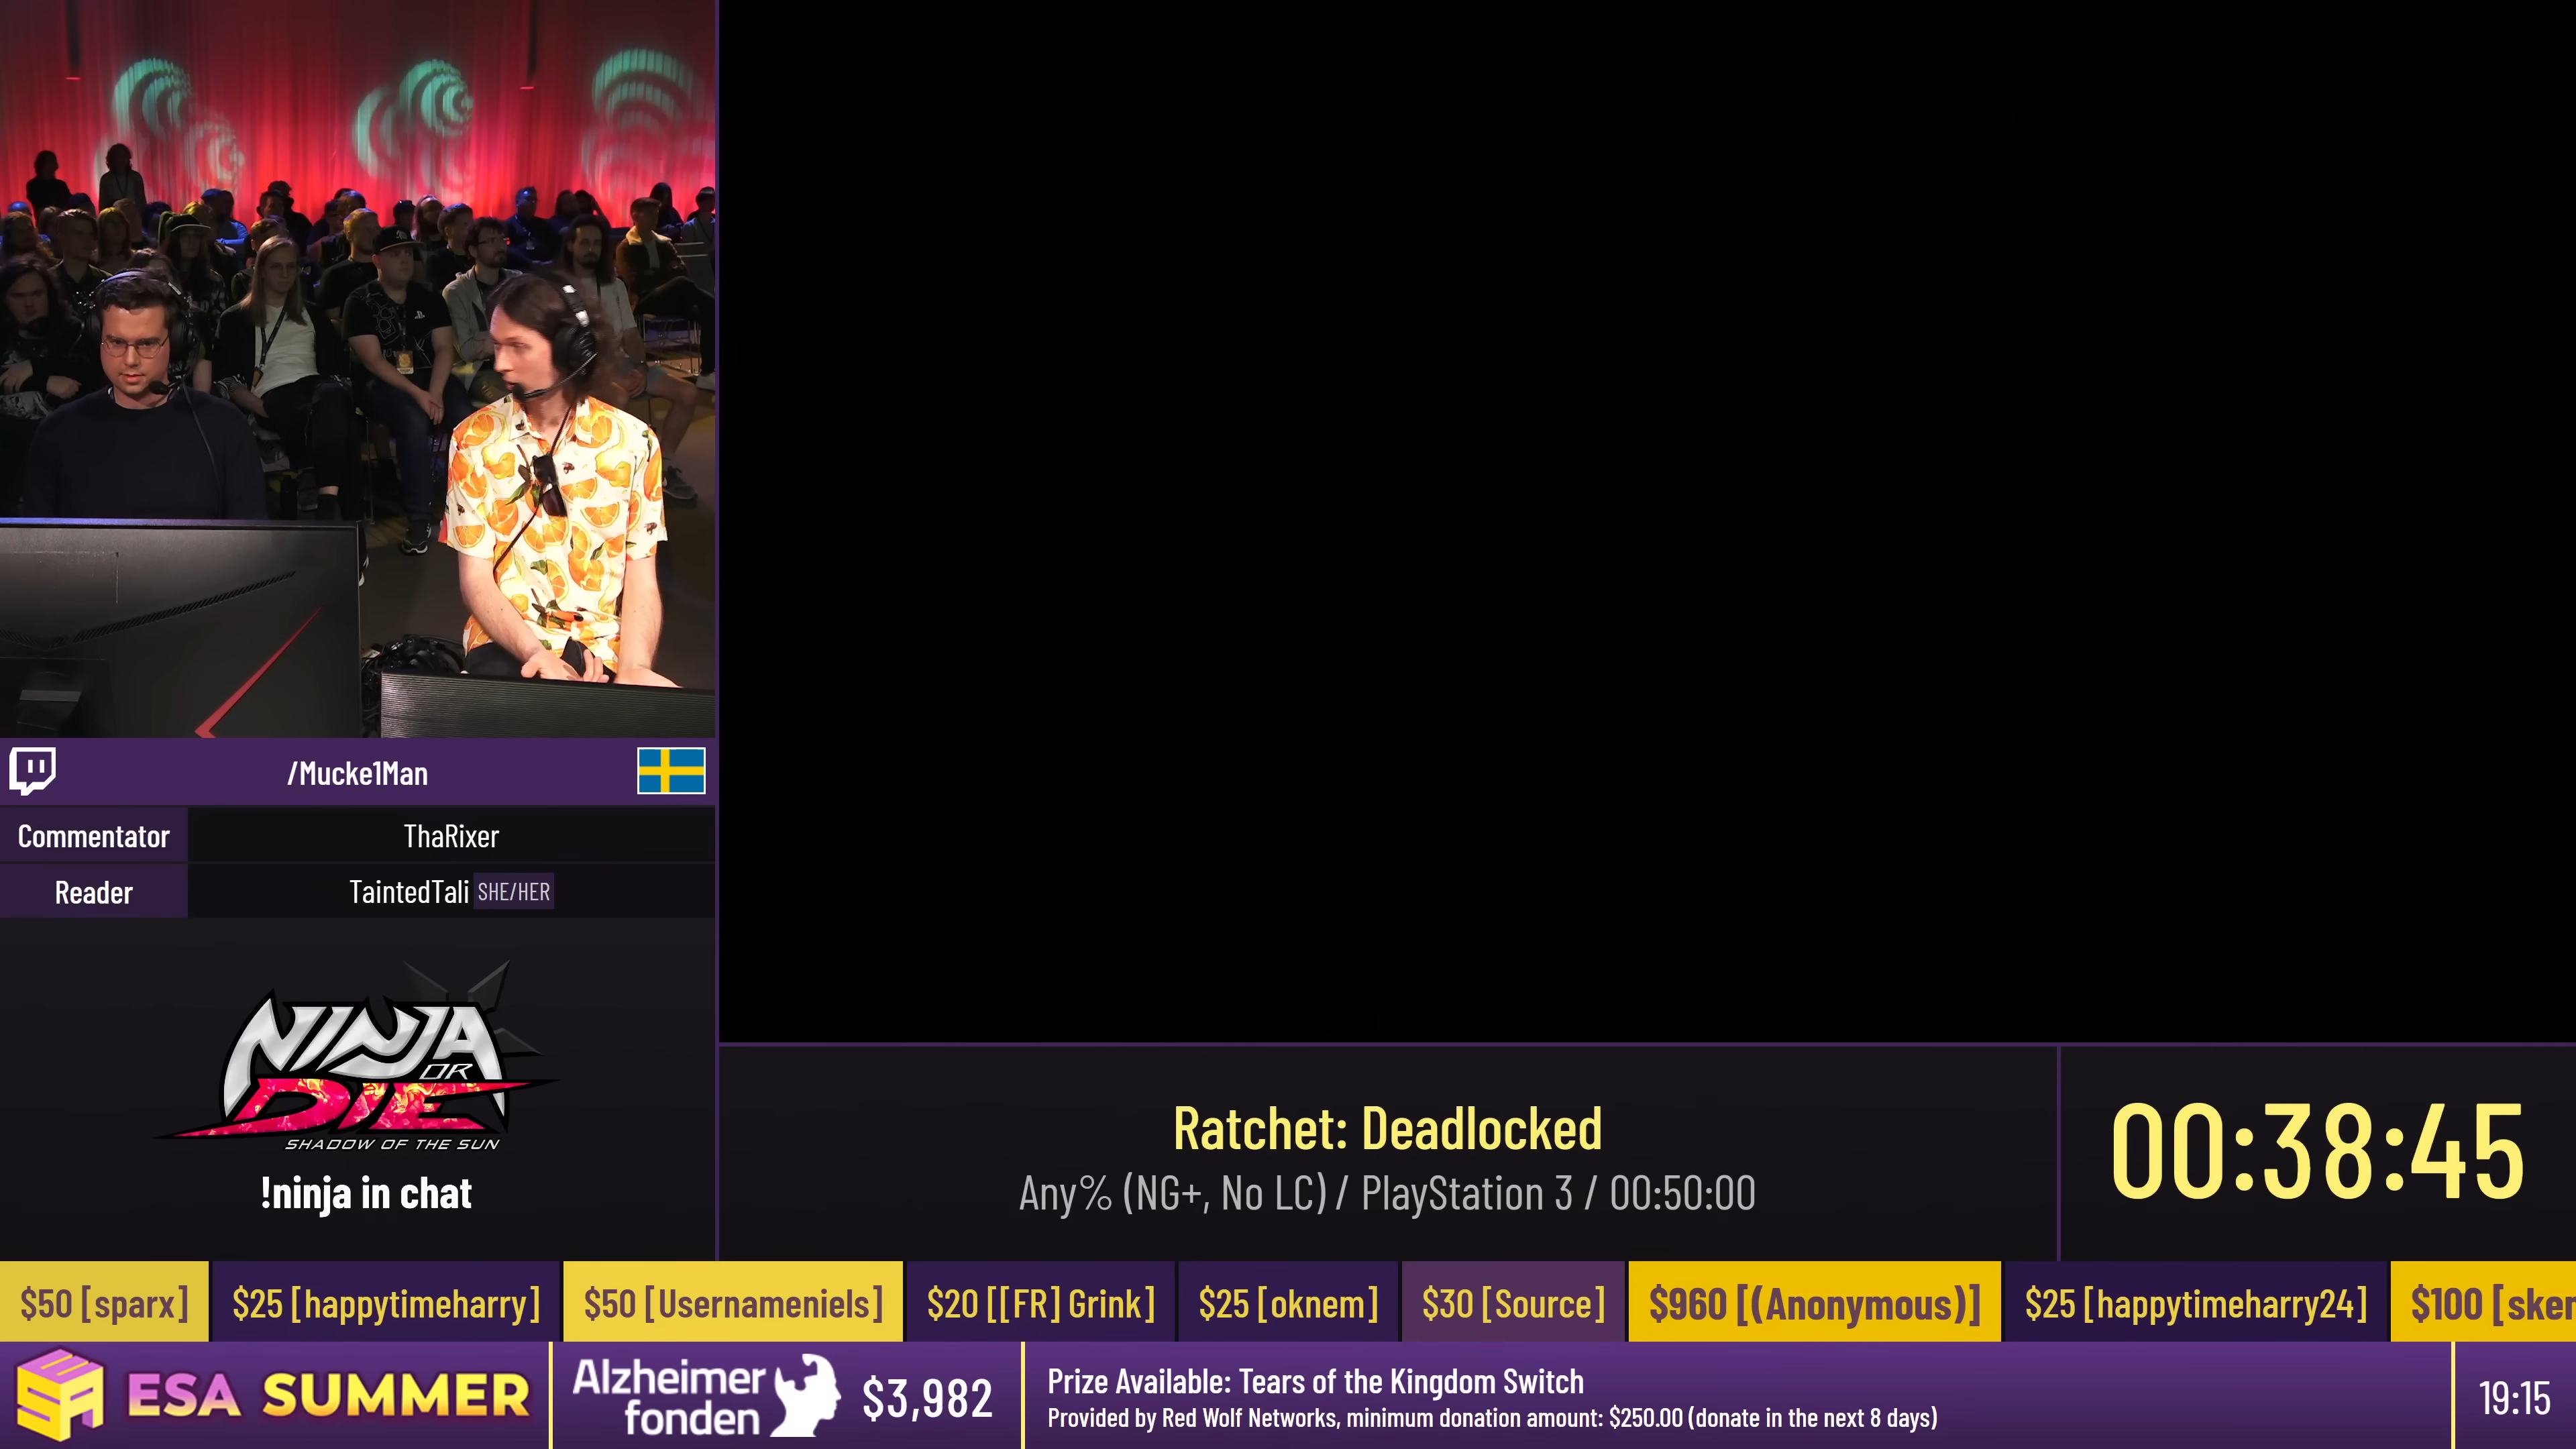 /Mucke1Man
Commentator
ThaRixer
Reader
TaintedTali SHE/HER
NINJA
OR
DIE
SHADOW OF THE SUN
!ninja in chat
Ratchet: Deadlocked
Any% (NG+, No LC) / PlayStation 3 / 00:50:00
00:38:45
$50 [sparx]
$25 [happytimeharry]
$50 [Usernameniels]
$20 [[FR] Grink]
$25 [oknem]
$30 [Source]
$960 [(Anonymous)]
$25 [happytimeharry24]
$100
ESA SUMMER
Alzheimer
fonden
$3,982
Prize Available: Tears of the Kingdom Switch
Provided by Red Wolf Networks, minimum donation amount: $250.00 (donate in the next 8 days)
19:15